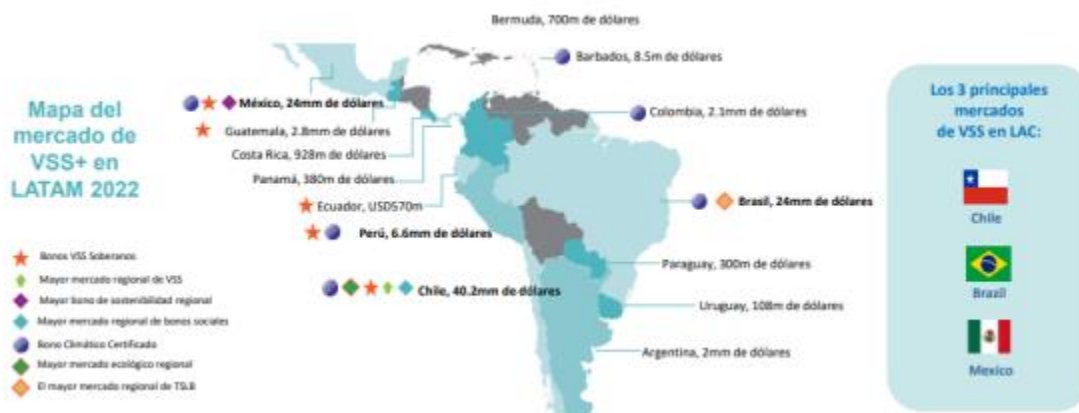 Bermuda, 700m de dólares
Barbados, 8.5m de dólares
Mapa del
mercado de
VSS+ en
LATAM 2022
México, 24mm de dólares
Guatemala, 2.8mm de dólares
Costa Rica, 928m de dólares
Panamá, 380m de dólares
Ecuador, USD570m
Perú, 6.6mm de dólares
Chile, 40.2mm de dólares
Colombia, 2.1mm de dólares
Brasil, 24mm de dólares
Paraguay, 300m de dólares
Uruguay, 108m de dólares
Argentina, 2mm de dólares
Bonos VSS Soberanos
Mayor mercado regional de VSS
Mayor bono de sostenibilidad regional
Mayor mercado regional de bonos sociales
Bono Climático Certificado
Mayor mercado ecológico regional
El mayor mercado regional de TSLB
Los 3 principales
mercados
de VSS en LAC:
Chile
Brazil
Mexico